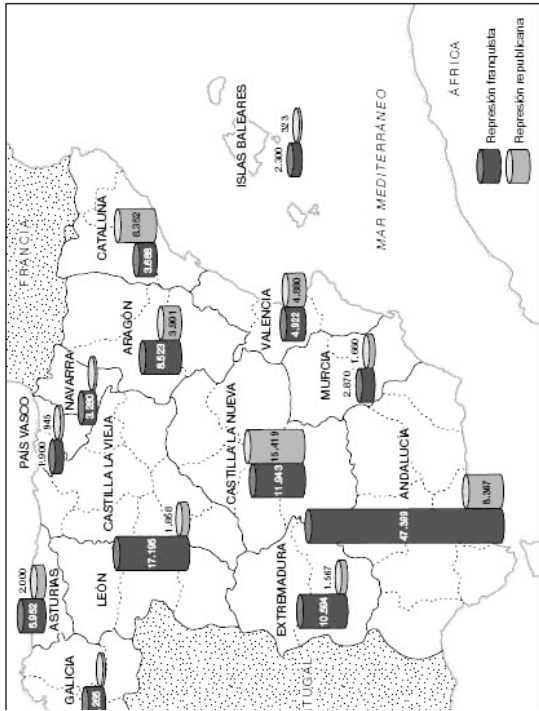 FRANCIA
GALICIA
.265
ASTURIAS
5.952
2.000
PAÍS VASCO
1.900
945
NAVARRA
3.280
LEÓN
CASTILLA LA VIEJA
17.195
1.858
ARAGÓN
8.523
3.901
CATALUÑA
3.688
8.352
EXTREMADURA
10.594
1.567
CASTILLA LA NUEVA
11.943
15.419
VALENCIA
4.922
4.880
ISLAS BALEARES
2.300
323
MURCIA
2.870
1.660
ANDALUCÍA
47.399
8.367
TUGAL
MAR MEDITERRÁNEO
ÁFRICA
Represión franquista
Represión republicana